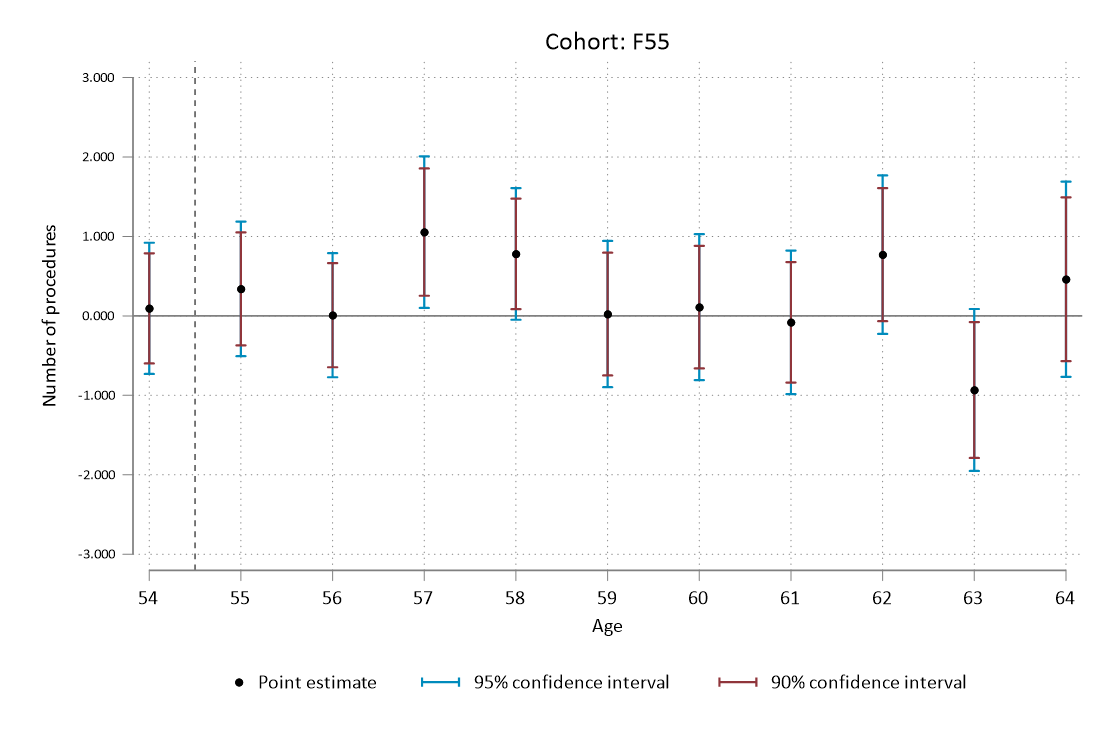 Cohort: F55
3.000
2.000
1.000
0.000
-1.000
-2.000
-3.000
Number of procedures
54 55 56 57 58 59 60 61 62 63 64
Age
Point estimate 95% confidence interval 90% confidence interval